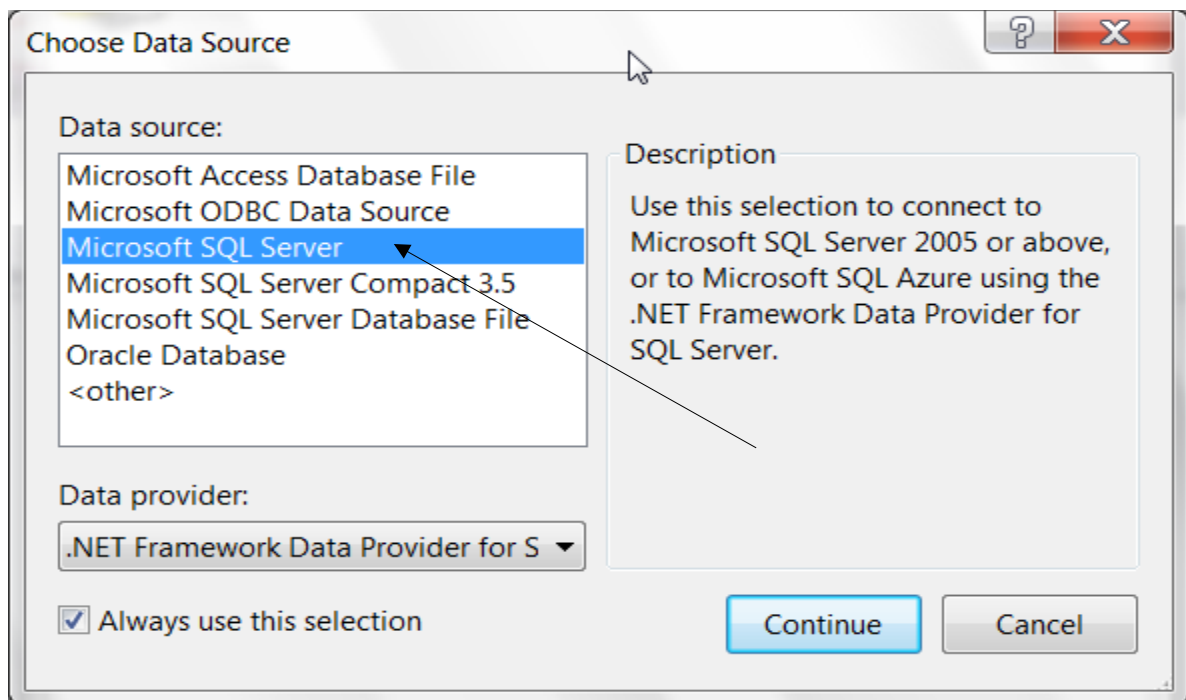 Choose Data Source
Data source:
Microsoft Access Database File
Microsoft ODBC Data Source
Microsoft SQL Server
Microsoft SQL Server Compact 3.5
Microsoft SQL Server Database File
Oracle Database
<other>
Description
Use this selection to connect to
Microsoft SQL Server 2005 or above,
or to Microsoft SQL Azure using the
.NET Framework Data Provider for
SQL Server.
Data provider:
.NET Framework Data Provider for S
Always use this selection
Continue
Cancel